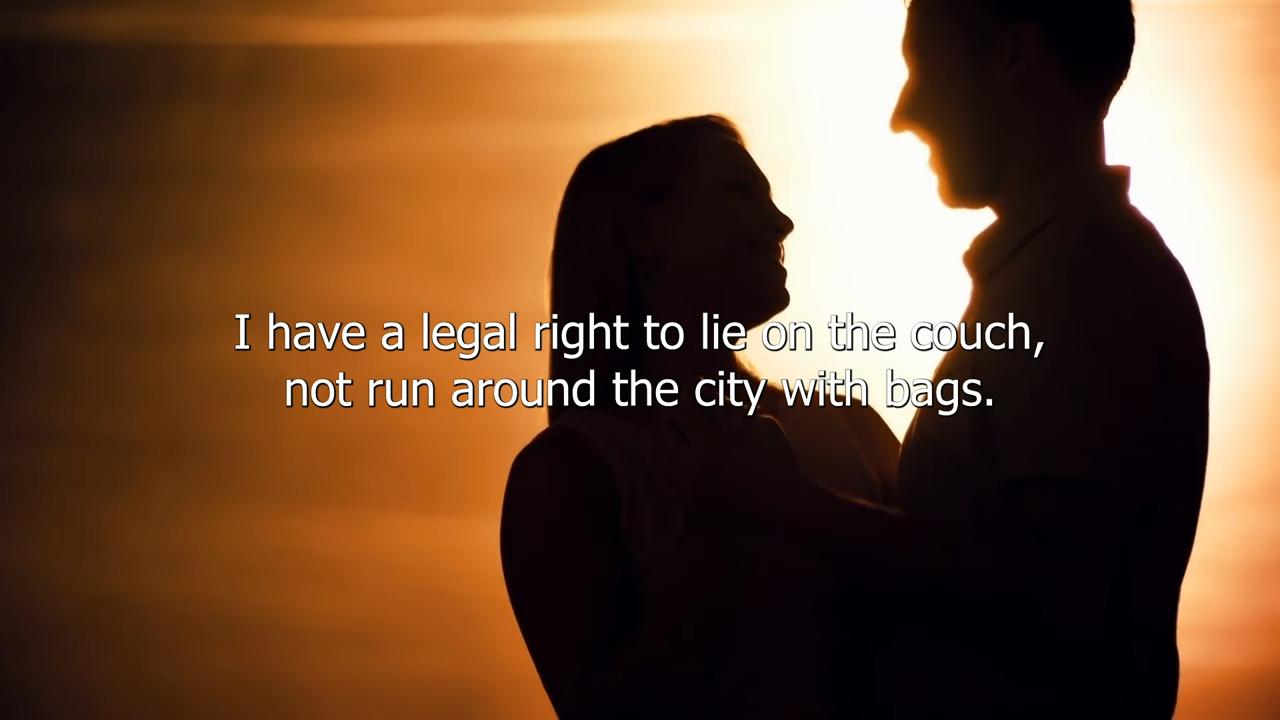 I have a legal right to lie on the couch,
not run around the city with bags.